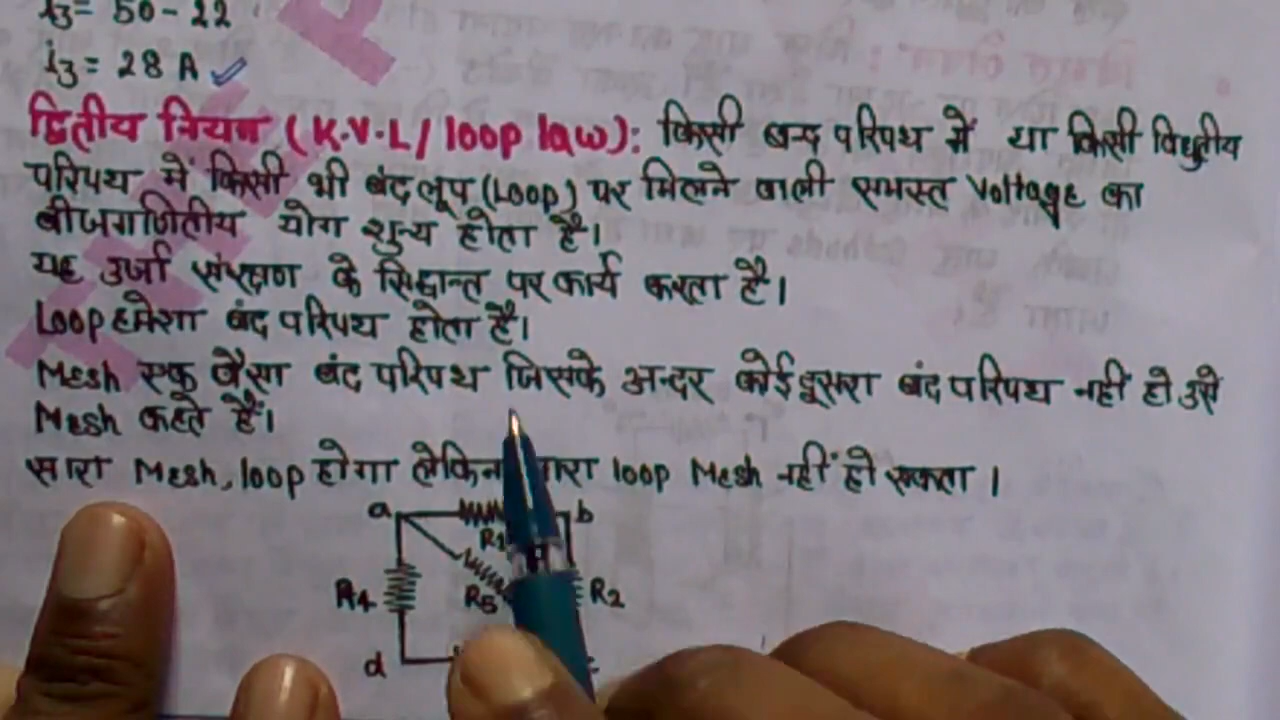 i3= 50-22
i3= 28 A
द्वितीय नियम (K.V.L/loop law): किसी बन्द परिपथ में या किसी विधुतीय
परिपथ में किसी भी बंद लूप (Loop) पर मिलने वाली समस्त Voltage का
बीजगणितीय योग शुन्य होता है।
यह उर्जा संरक्षण के सिद्धान्त पर कार्य करता है।
Loop हमेशा बंद परिपथ होता है।
Mesh एक वैसा बंद परिपथ जिसके अन्दर कोई दूसरा बंद परिपथ नहीं हो उसे
Mesh कहते हैं।
सारा Mesh, loop होगा लेकिन सारा loop Mesh नहीं हो सकता।
a b
R1
R4 R5 R2
d